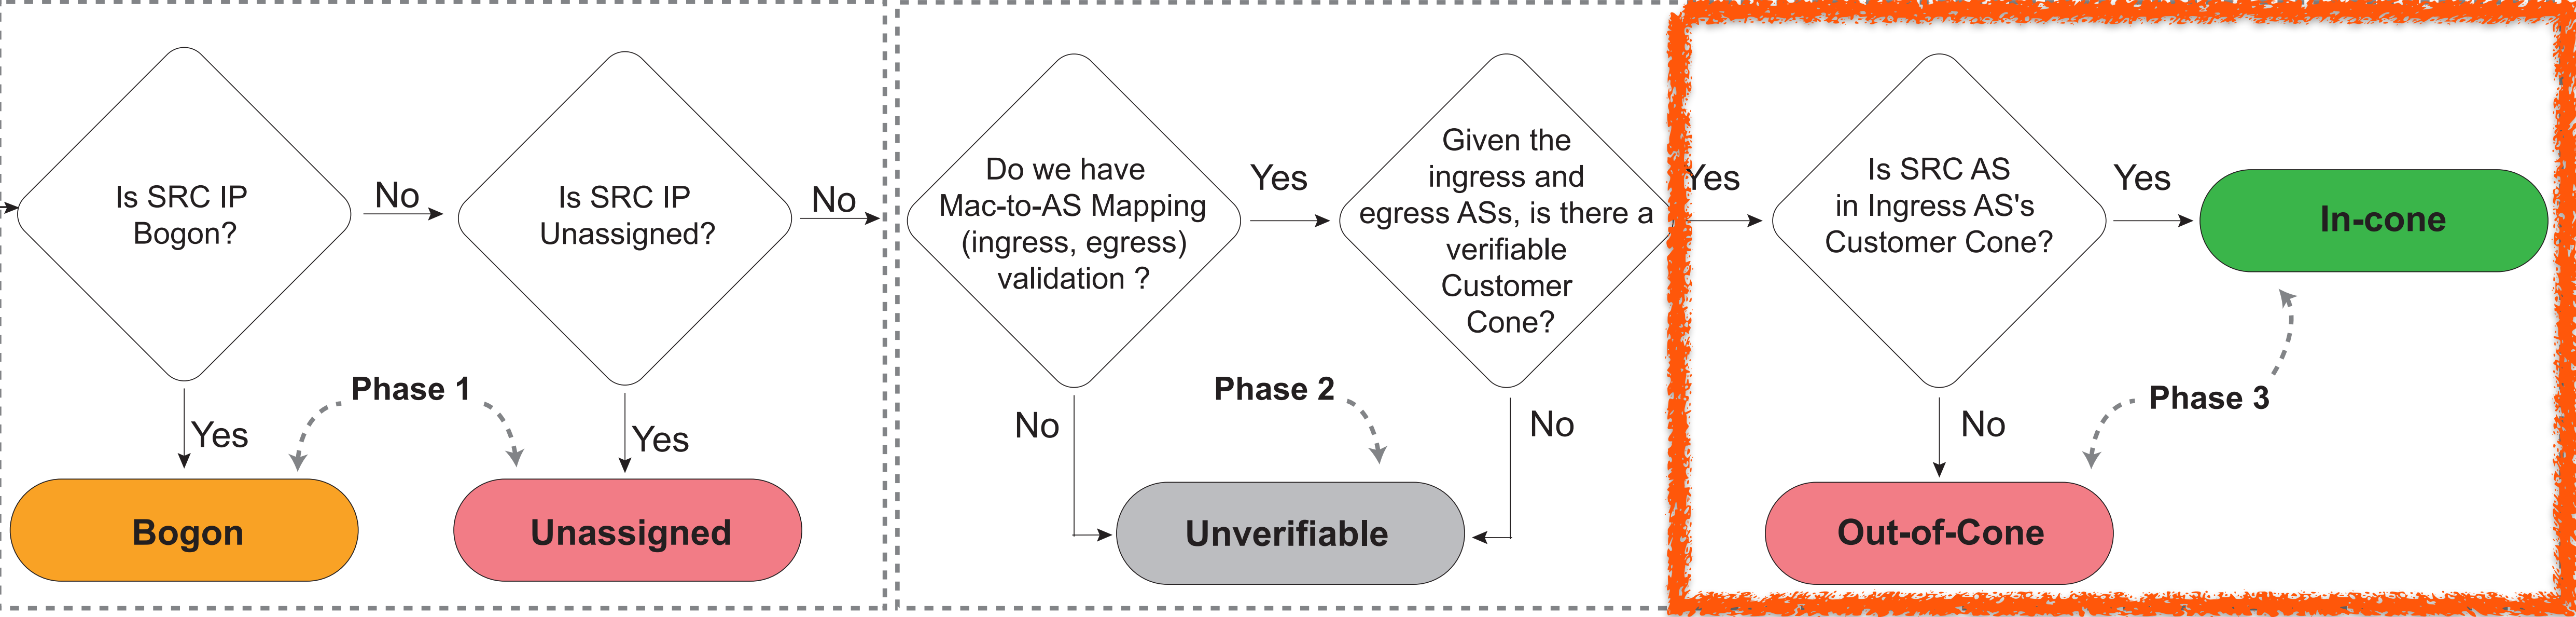 Is SRC IP
Bogon?
No
Yes
Bogon
Phase 1
Is SRC IP
Unassigned?
No
Yes
Unassigned
Do we have
Mac-to-AS Mapping
(ingress, egress)
validation ?
Yes
No
Phase 2
Unverifiable
Given the
ingress and
egress ASs, is there a
verifiable
Customer
Cone?
Yes
No
Is SRC AS
in Ingress AS's
Customer Cone?
Yes
In-cone
No
Phase 3
Out-of-Cone